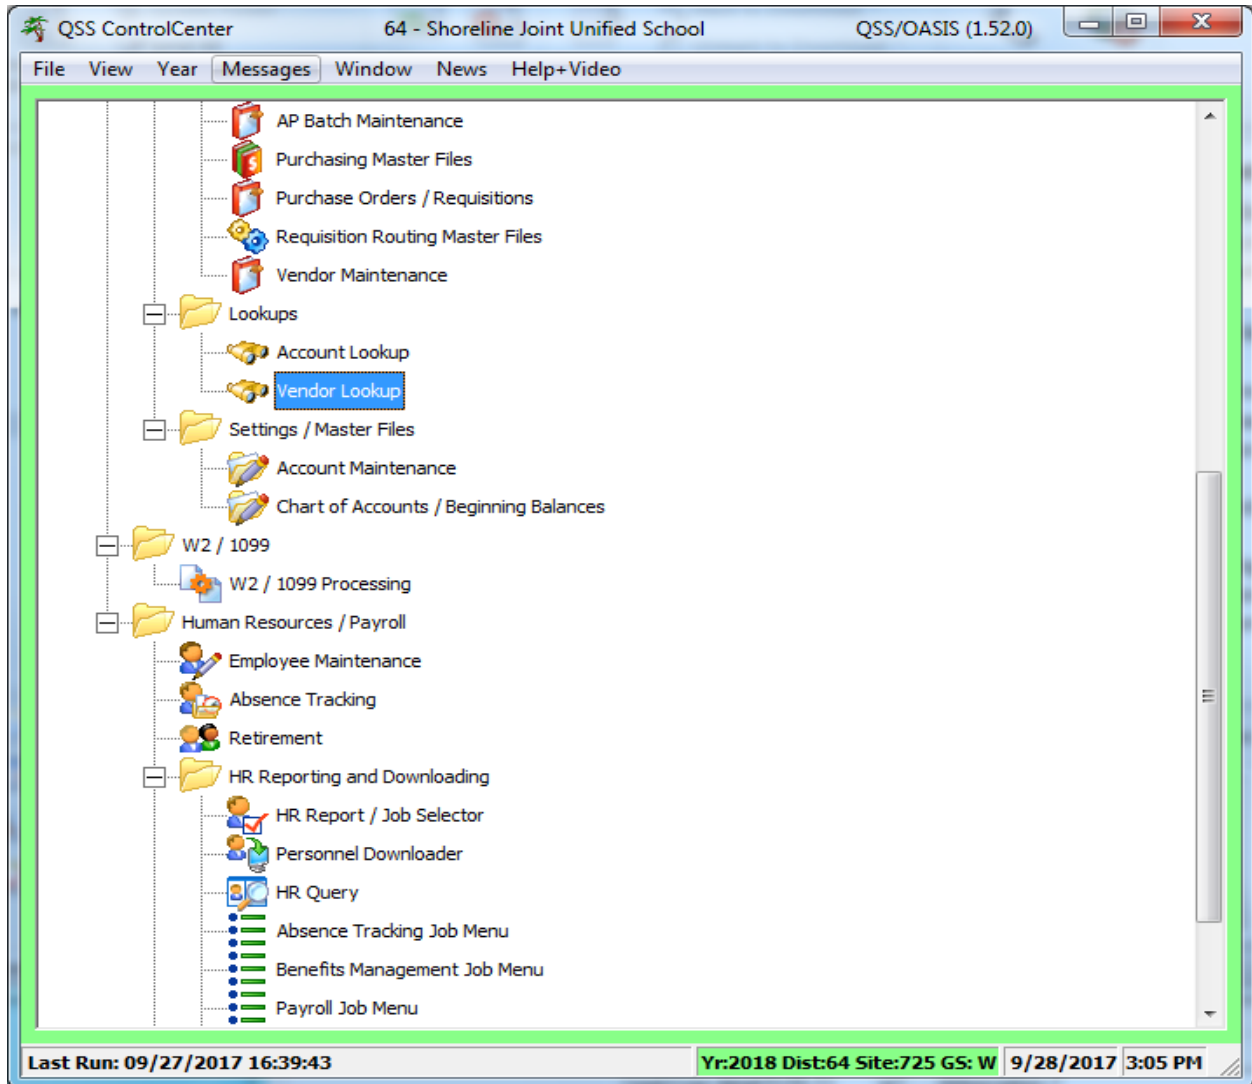 QSS ControlCenter 64 - Shoreline Joint Unified School QSS/OASIS (1.52.0)
File View Year Messages Window News Help+Video
AP Batch Maintenance
Purchasing Master Files
Purchase Orders / Requisitions
Requisition Routing Master Files
Vendor Maintenance
Lookups
Account Lookup
Vendor Lookup
Settings / Master Files
Account Maintenance
Chart of Accounts / Beginning Balances
W2 / 1099
W2 / 1099 Processing
Human Resources / Payroll
Employee Maintenance
Absence Tracking
Retirement
HR Reporting and Downloading
HR Report / Job Selector
Personnel Downloader
HR Query
Absence Tracking Job Menu
Benefits Management Job Menu
Payroll Job Menu
Last Run: 09/27/2017 16:39:43 Yr:2018 Dist:64 Site:725 GS: W 9/28/2017 3:05 PM